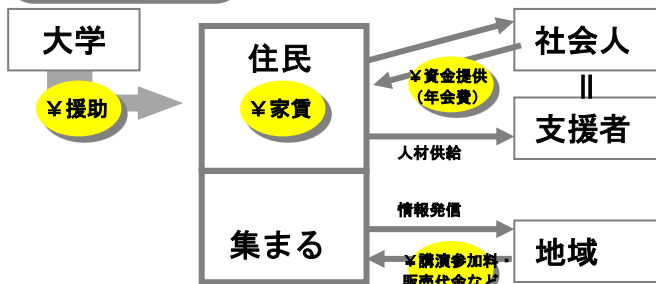 大学
￥援助
住民
￥家賃
￥資金提供
（年会費）
社会人
＝
支援者
人材供給
集まる
情報発信
￥講演参加料・
販売代金など
地域